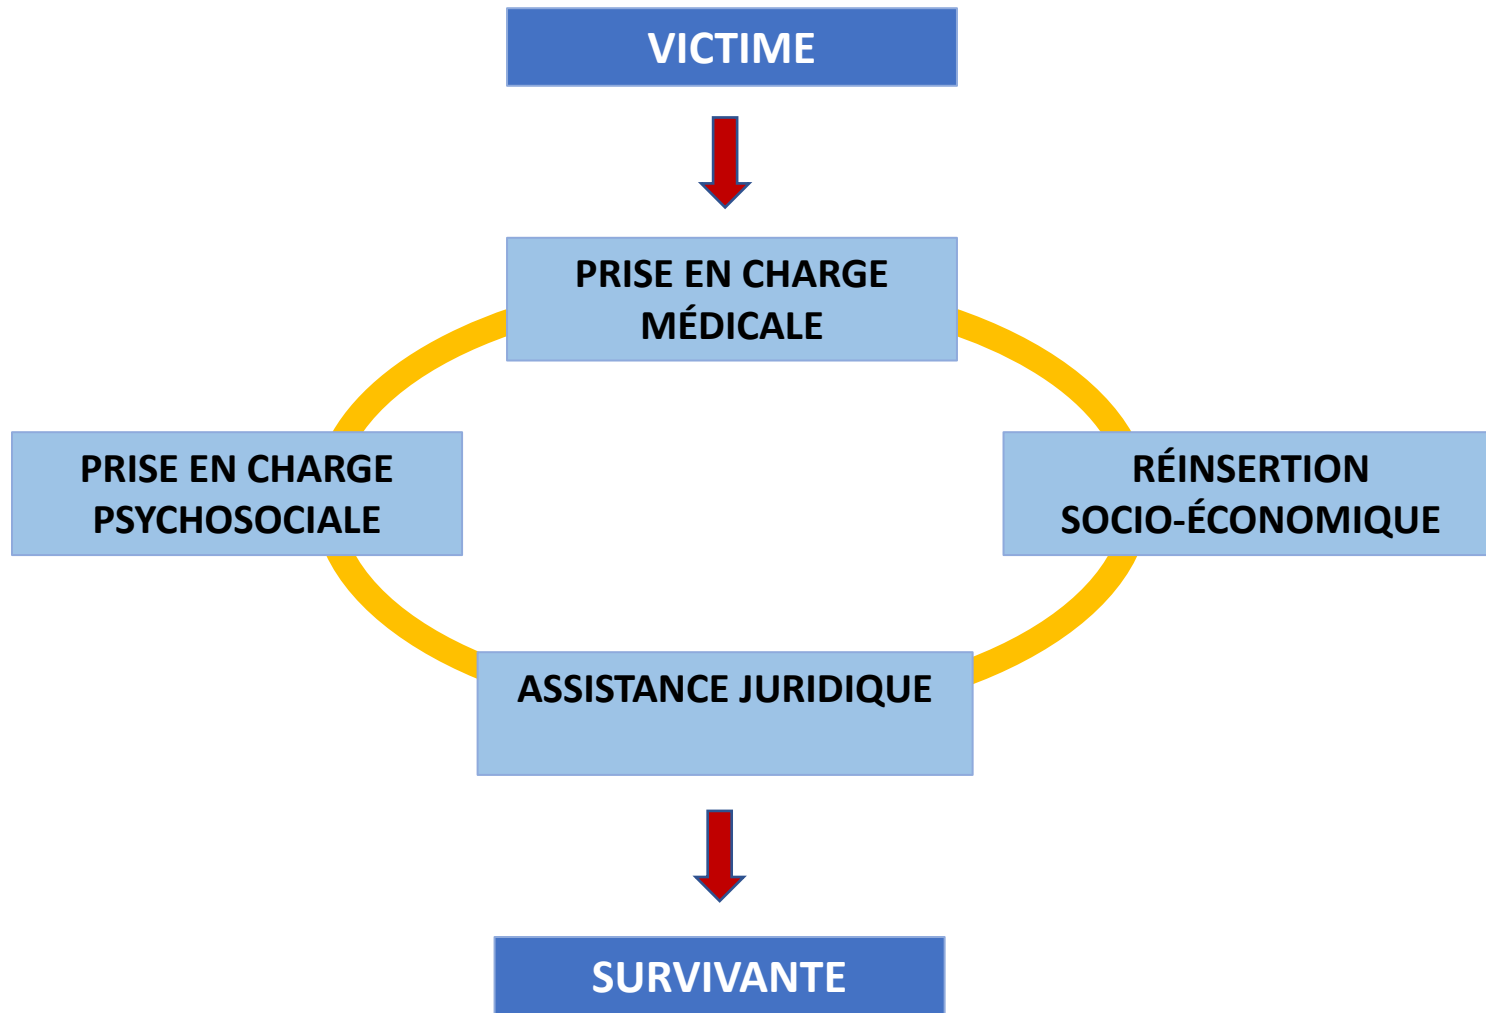 VICTIME
PRISE EN CHARGE
MÉDICALE
PRISE EN CHARGE
PSYCHOSOCIALE
RÉINSERTION
SOCIO-ÉCONOMIQUE
ASSISTANCE JURIDIQUE
SURVIVANTE